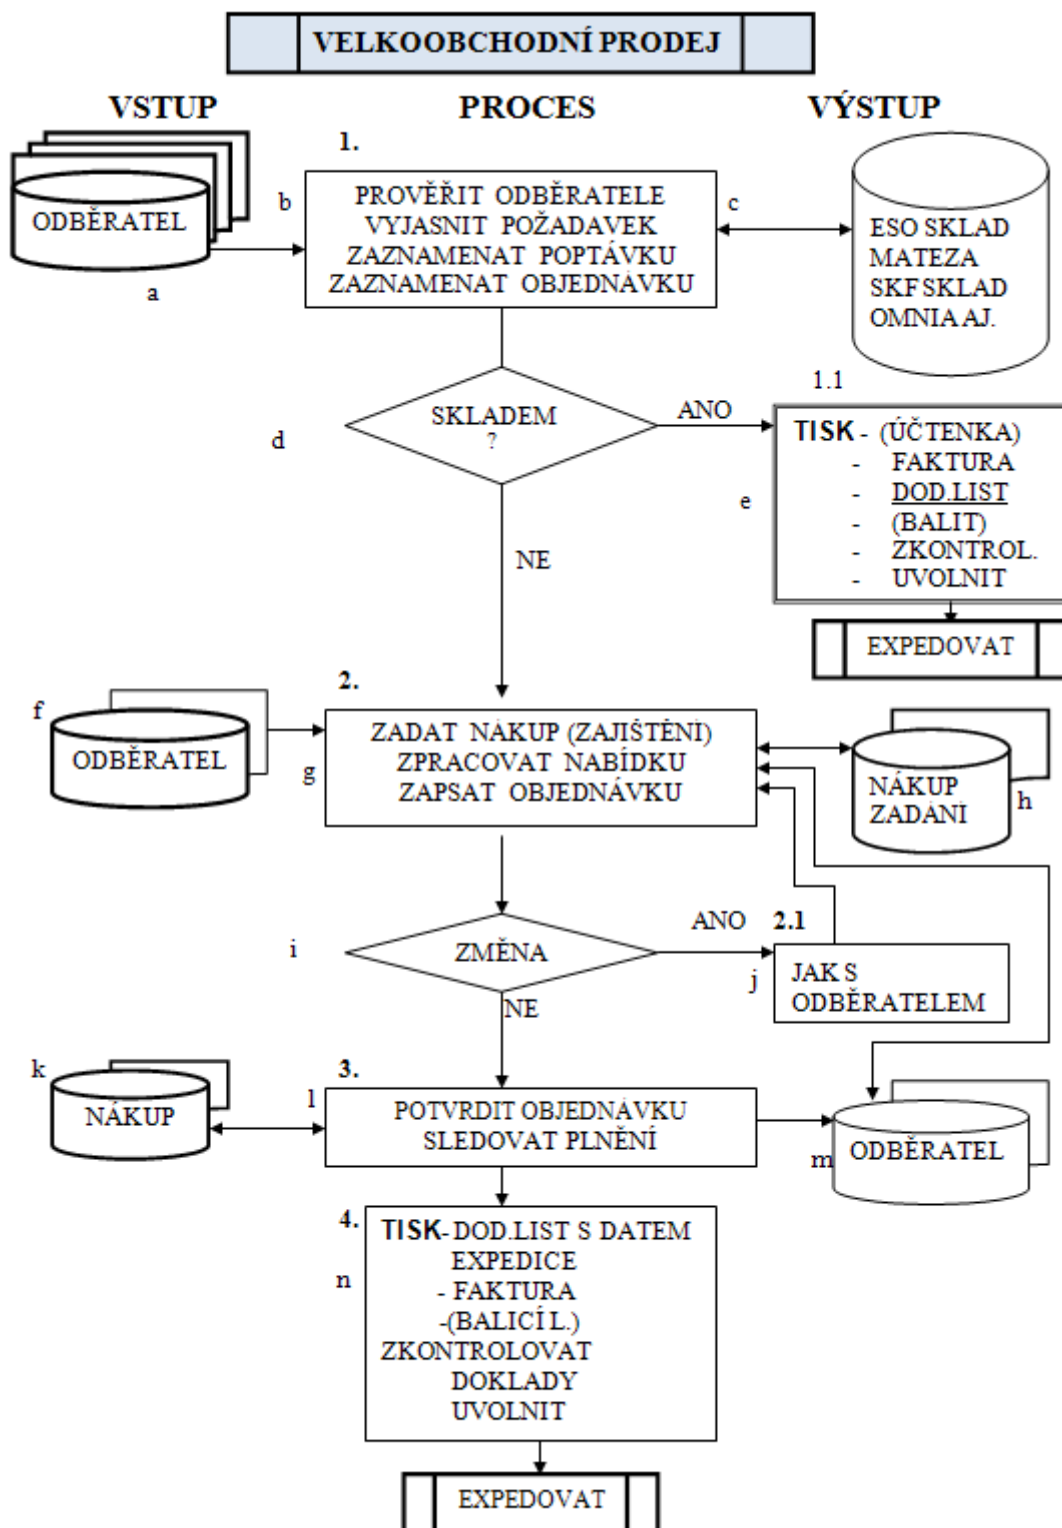 VELKOOBCHODNÍ PRODEJ
VSTUP
PROCES
VÝSTUP
1.
ODBĚRATEL
a
b
PROVĚŘIT ODBĚRATELE
VYJASNIT POŽADAVEK
ZAZNAMENAT POPTÁVKU
ZAZNAMENAT OBJEDNÁVKU
c
ESO SKLAD
MATEZA
SKF SKLAD
OMNIA AJ.
d
SKLADEM
?
ANO
1.1
e
TISK - (ÚČTENKA)
- FAKTURA
- DOD.LIST
- (BALIT)
- ZKONTROL.
- UVOLNIT
NE
EXPEDOVAT
2.
f
ODBĚRATEL
g
ZADAT NÁKUP (ZAJIŠTĚNÍ)
ZPRACOVAT NABÍDKU
ZAPSAT OBJEDNÁVKU
NÁKUP
ZADÁNÍ
h
i
ZMĚNA
ANO
2.1
j
JAK S
ODBĚRATELEM
NE
3.
k
NÁKUP
l
POTVRDIT OBJEDNÁVKU
SLEDOVAT PLNĚNÍ
m
ODBĚRATEL
4.
n
TISK- DOD.LIST S DATEM
EXPEDICE
- FAKTURA
-(BALICÍ L.)
ZKONTROLOVAT
DOKLADY
UVOLNIT
EXPEDOVAT